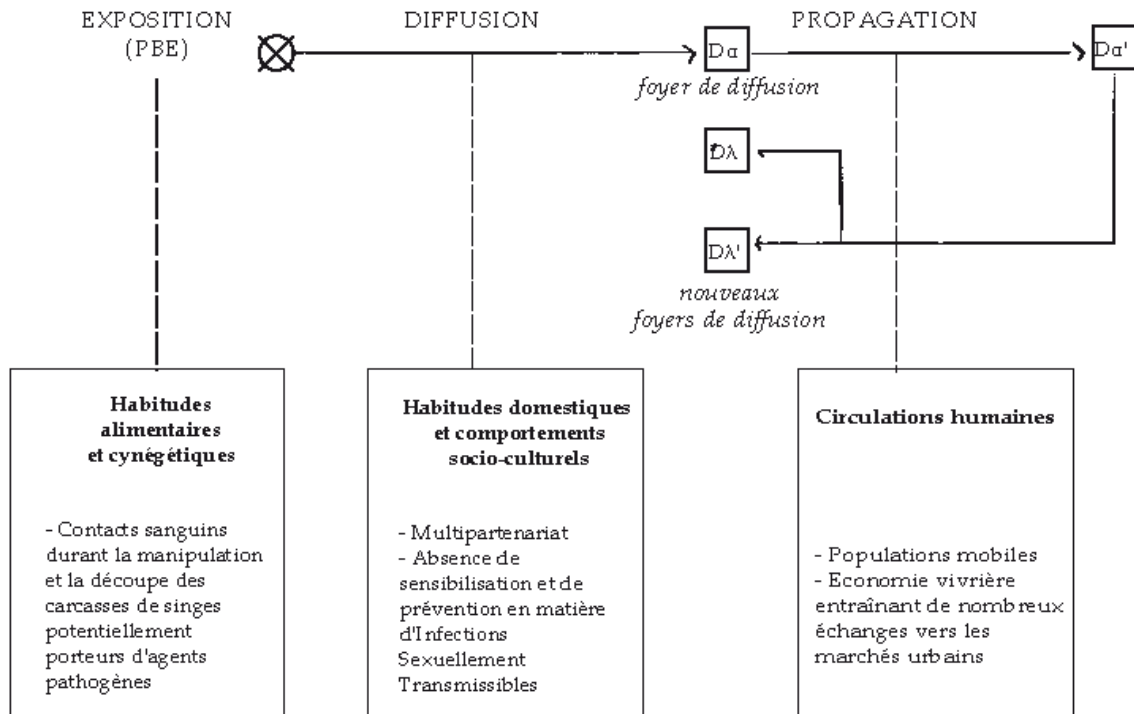 EXPOSITION
(PBE)
DIFFUSION
PROPAGATION
Dα
Dα'
foyer de diffusion
Dλ
Dλ'
nouveaux
foyers de diffusion
Habitudes
alimentaires
et cynégétiques
- Contacts sanguins
durant la manipulation
et la découpe des
carcasses de singes
potentiellement
porteurs d'agents
pathogènes
Habitudes domestiques
et comportements
socio-culturels
- Multipartenariat
- Absence de
sensibilisation et de
prévention en matière
d'Infections
Sexuellement
Transmissibles
Circulations humaines
- Populations mobiles
- Economie vivrière
entraînant de nombreux
échanges vers les
marchés urbains